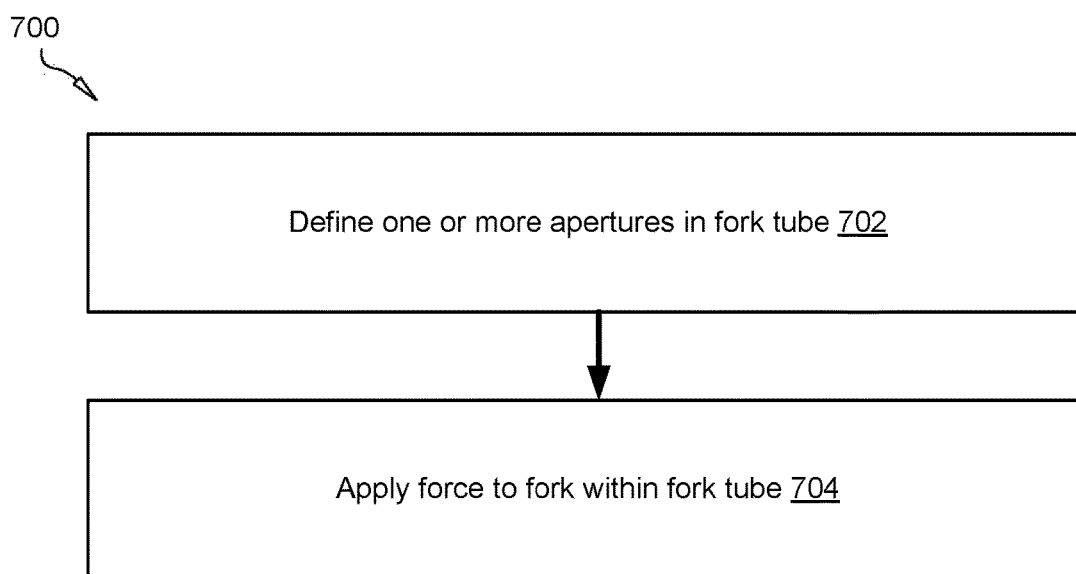 700
Define one or more apertures in fork tube 702
Apply force to fork within fork tube 704